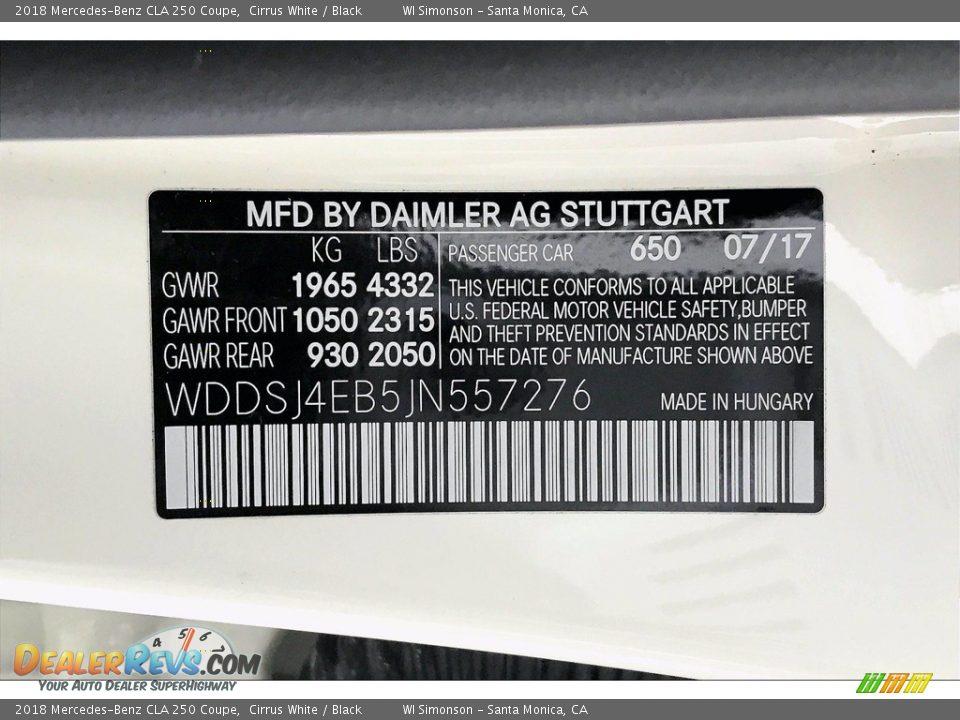 2018 Mercedes-Benz CLA 250 Coupe, Cirrus White / Black WI Simonson - Santa Monica, CA
MFD BY DAIMLER AG STUTTGART
KG LBS PASSENGER CAR 650 07/17
GVWR 1965 4332
GAWR FRONT 1050 2315
GAWR REAR 930 2050
THIS VEHICLE CONFORMS TO ALL APPLICABLE
U.S. FEDERAL MOTOR VEHICLE SAFETY,BUMPER
AND THEFT PREVENTION STANDARDS IN EFFECT
ON THE DATE OF MANUFACTURE SHOWN ABOVE
WDDSJ4EB5JN557276 MADE IN HUNGARY
4 5 6
DEALERREVS.COM
YOUR AUTO DEALER SUPERHIGHWAY
2018 Mercedes-Benz CLA 250 Coupe, Cirrus White / Black WI Simonson - Santa Monica, CA